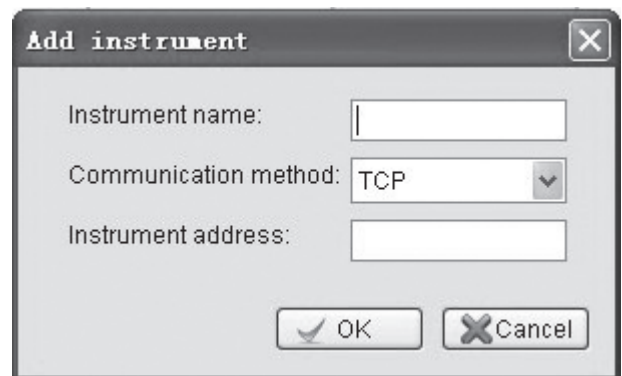 Add instrument
Instrument name:
Communication method: TCP
Instrument address:
OK Cancel